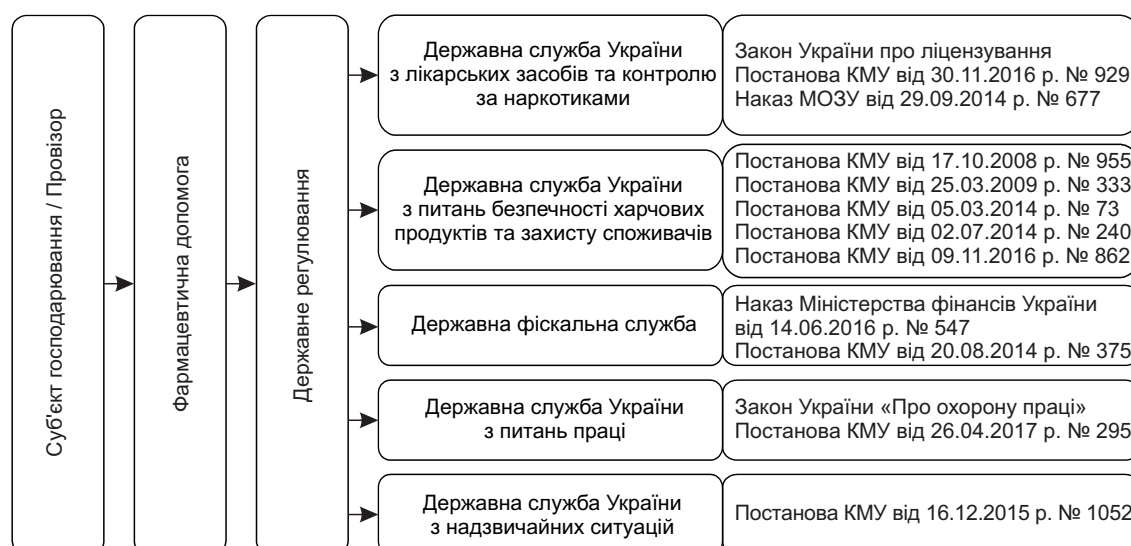 Суб'єкт господарювання / Провізор
Фармацевтична допомога
Державне регулювання
Державна служба України
з лікарських засобів та контролю
за наркотиками
Закон України про ліцензування
Постанова КМУ від 30.11.2016 р. № 929
Наказ МОЗУ від 29.09.2014 р. № 677
Державна служба України
з питань безпечності харчових
продуктів та захисту споживачів
Постанова КМУ від 17.10.2008 р. № 955
Постанова КМУ від 25.03.2009 р. № 333
Постанова КМУ від 05.03.2014 р. № 73
Постанова КМУ від 02.07.2014 р. № 240
Постанова КМУ від 09.11.2016 р. № 862
Державна фіскальна служба
Наказ Міністерства фінансів України
від 14.06.2016 р. № 547
Постанова КМУ від 20.08.2014 р. № 375
Державна служба України
з питань праці
Закон України «Про охорону праці»
Постанова КМУ від 26.04.2017 р. № 295
Державна служба України
з надзвичайних ситуацій
Постанова КМУ від 16.12.2015 р. № 1052